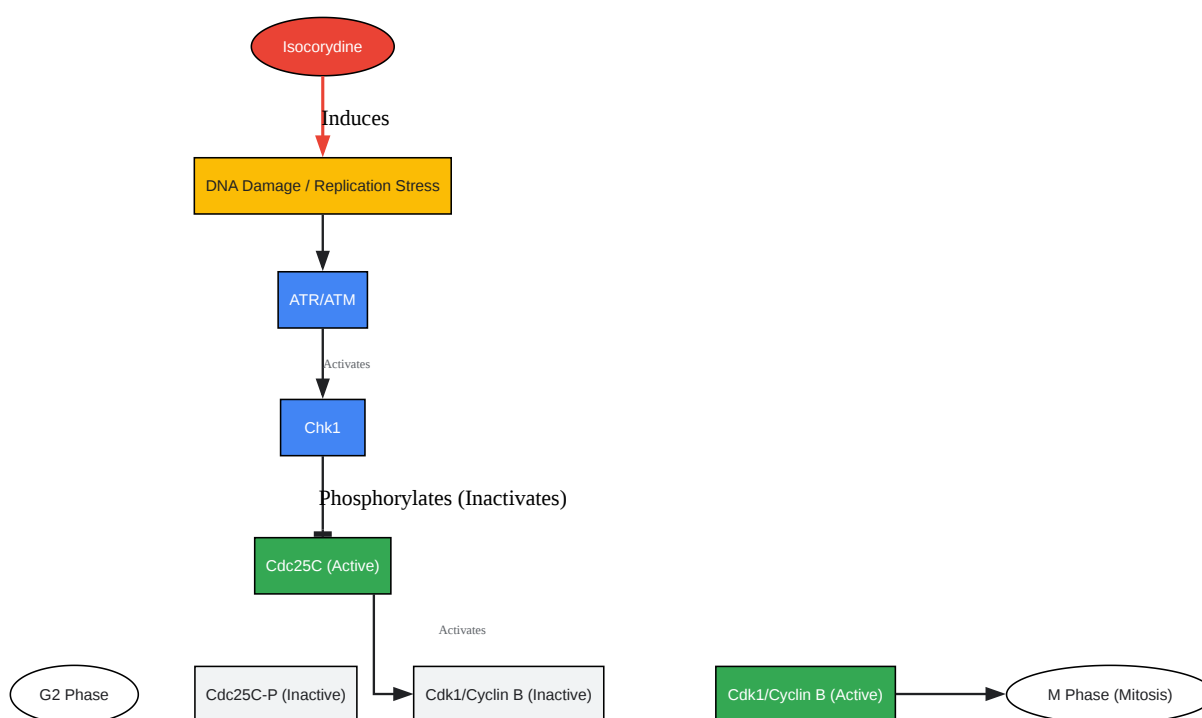 Isocorydine
Induces
DNA Damage / Replication Stress
ATR/ATM
Activates
Chk1
Phosphorylates (Inactivates)
Cdc25C (Active)
Activates
G2 Phase
Cdc25C-P (Inactive)
Cdk1/Cyclin B (Inactive)
Cdk1/Cyclin B (Active)
M Phase (Mitosis)